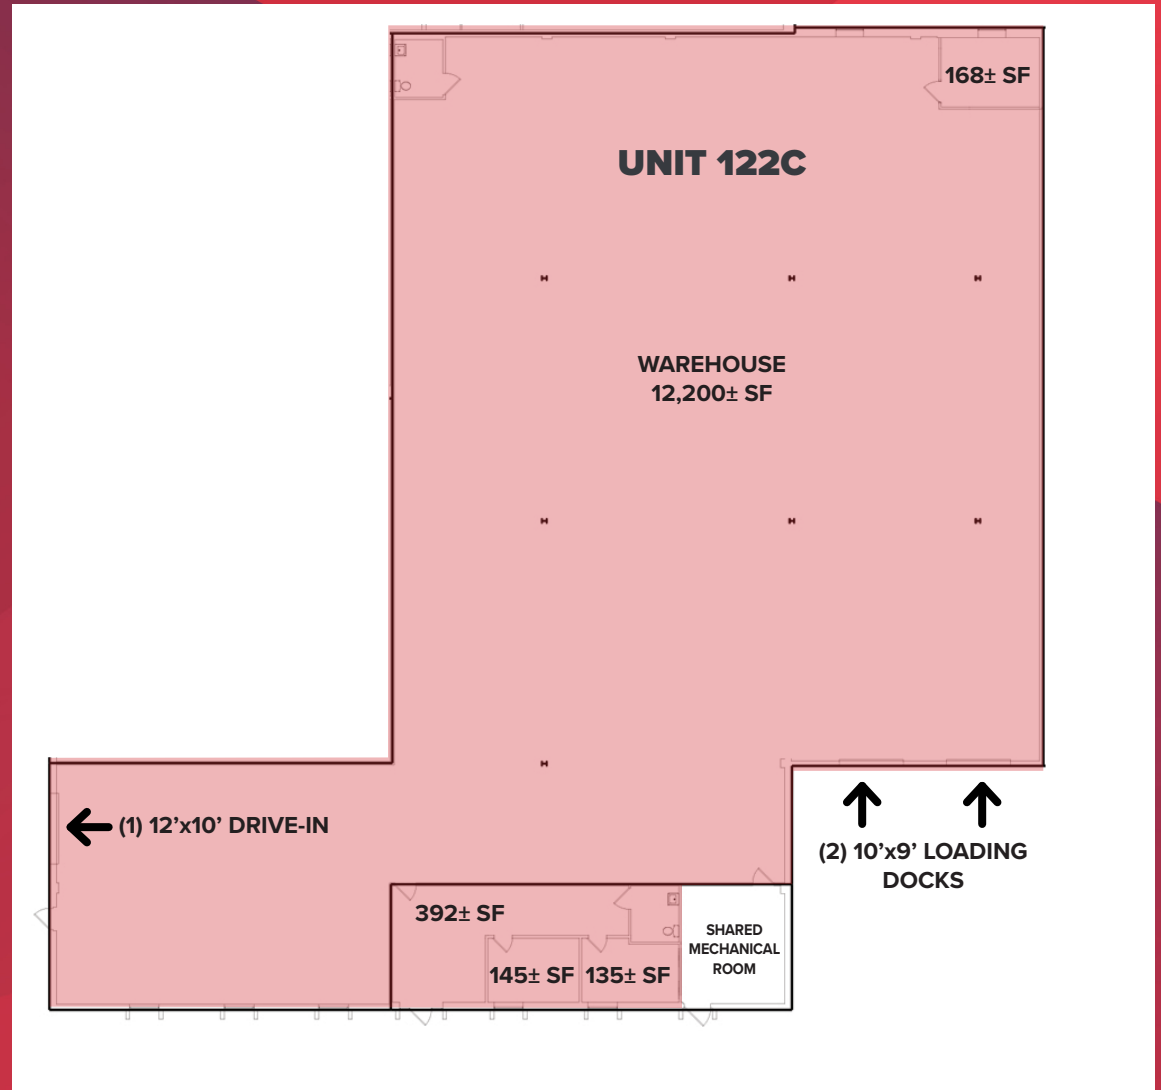 168± SF
UNIT 122C
WAREHOUSE
12,200± SF
(1) 12’x10’ DRIVE-IN
(2) 10’x9’ LOADING
DOCKS
392± SF
145± SF
135± SF
SHARED
MECHANICAL
ROOM